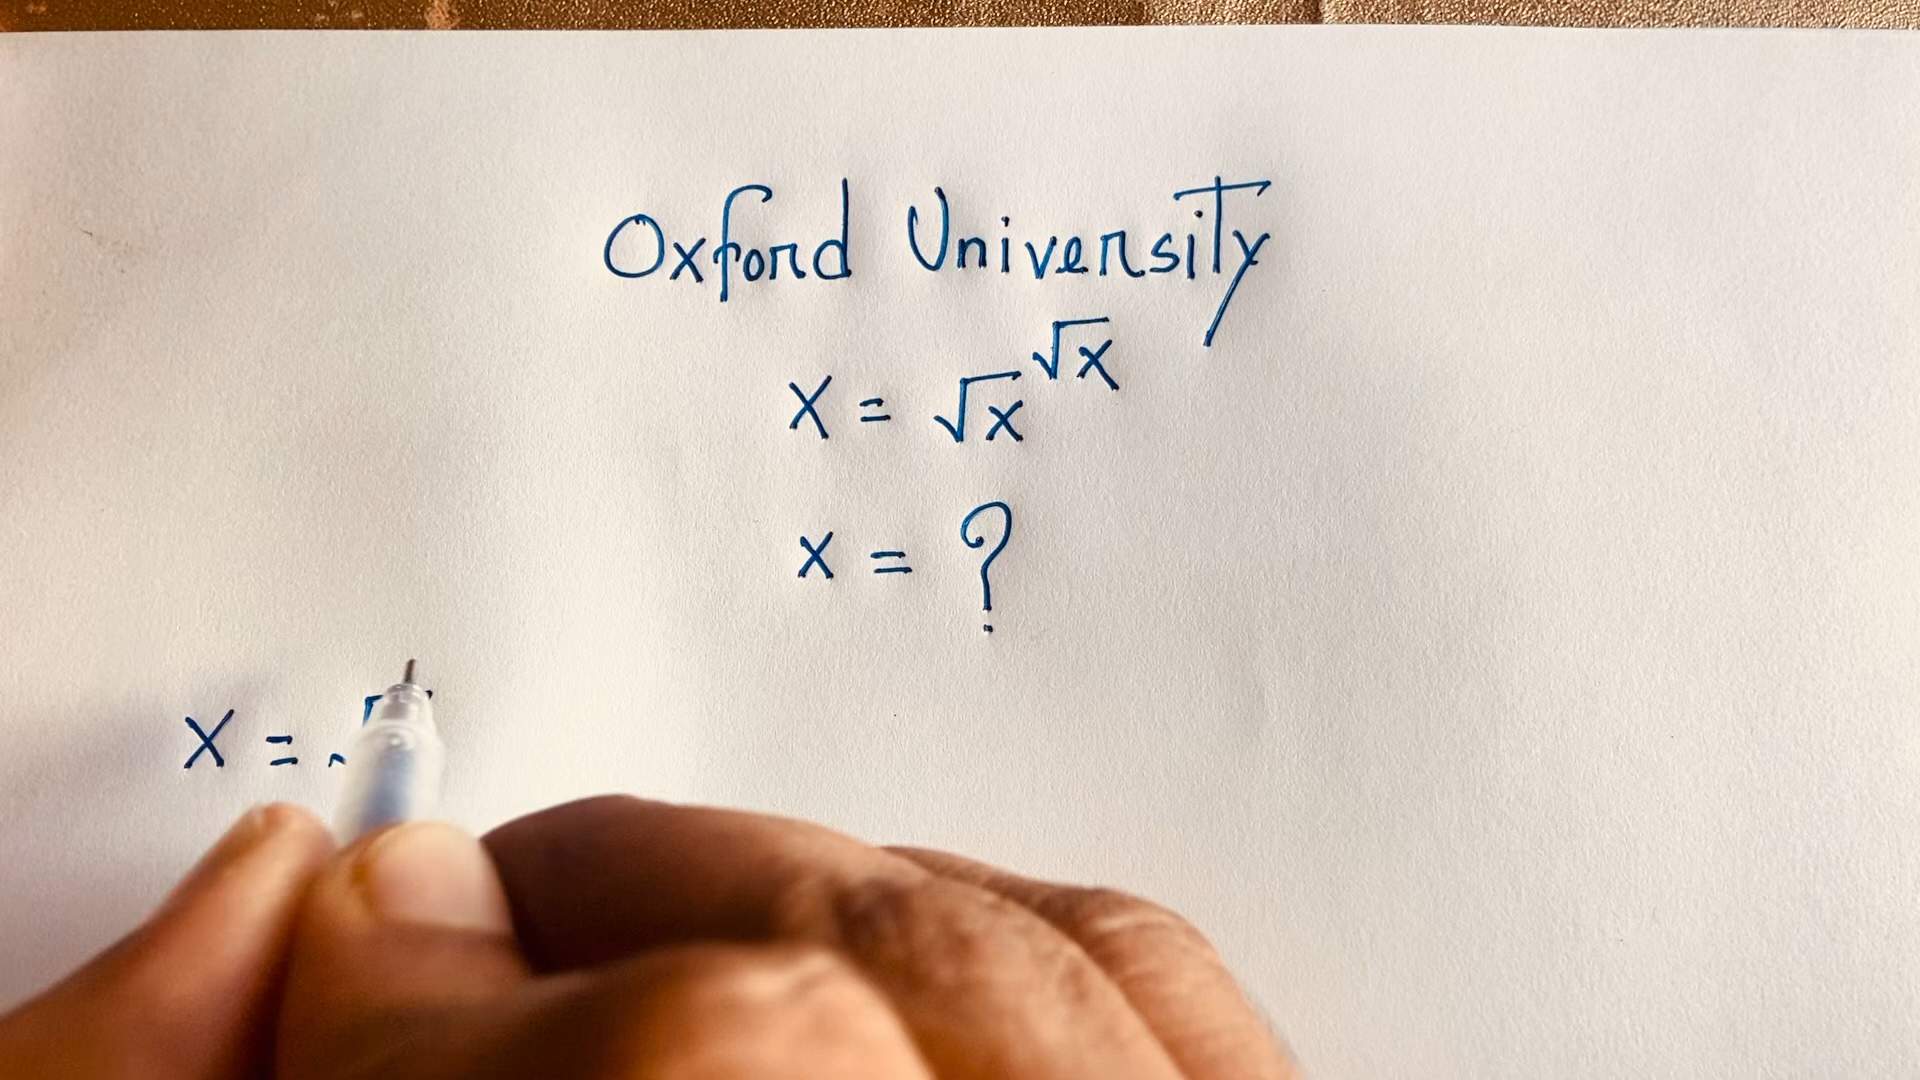 Oxford University
x = √x^√x
x = ?
x =